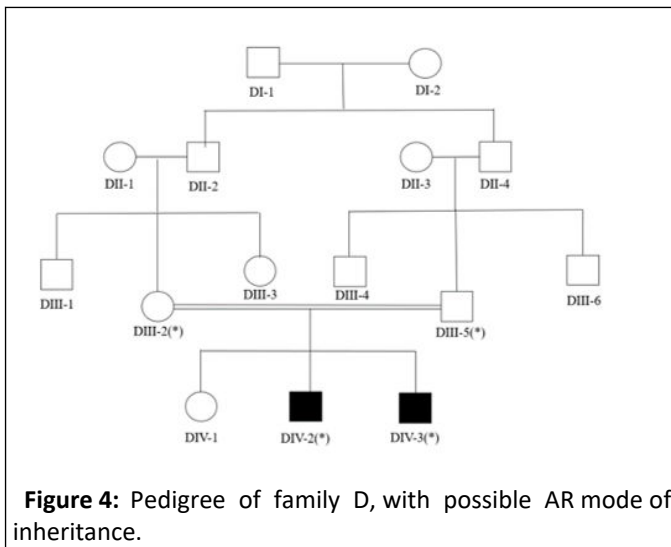 DI-1 DI-2
DII-1 DII-2 DII-3 DII-4
DIII-1 DIII-3 DIII-4 DIII-6
DIII-2(*) DIII-5(*)
DIV-1 DIV-2(*) DIV-3(*)
Figure 4: Pedigree of family D, with possible AR mode of
inheritance.